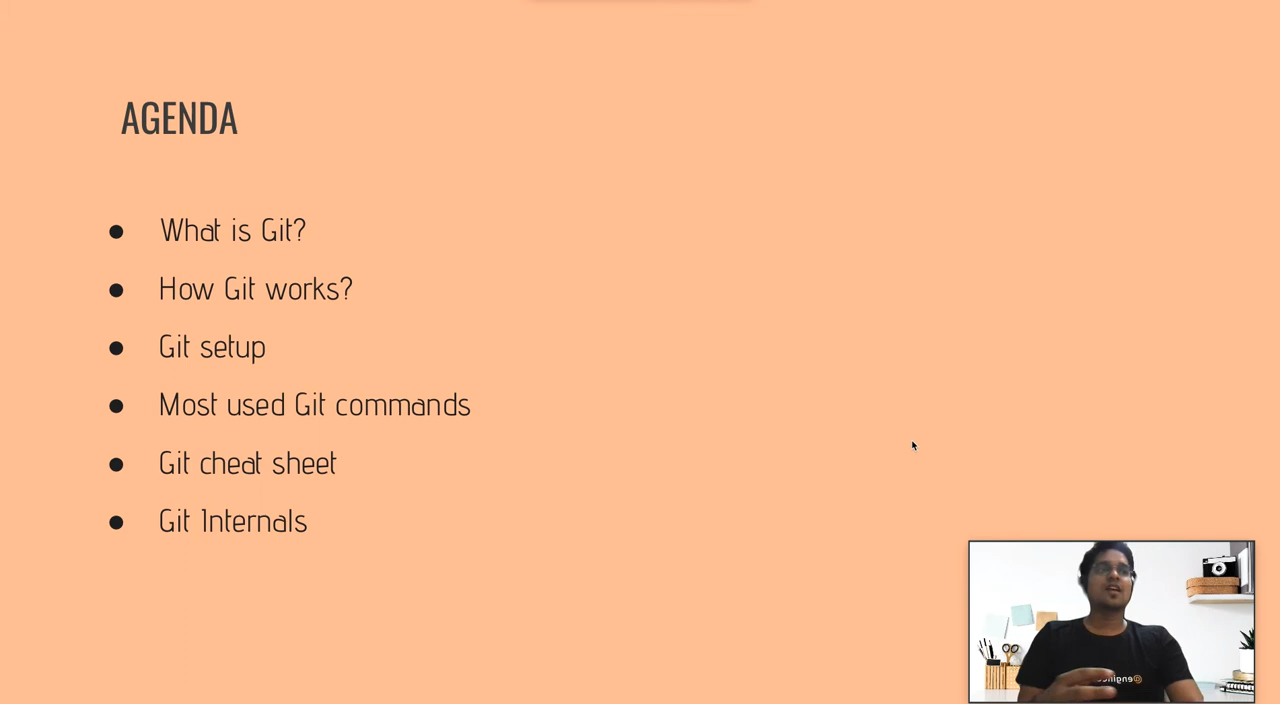 AGENDA
● What is Git?
● How Git works?
● Git setup
● Most used Git commands
● Git cheat sheet
● Git Internals